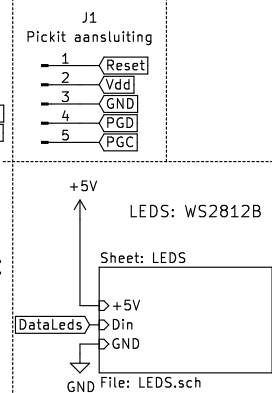 J1
Pickit aansluiting
1 Reset
2 Vdd
3 GND
4 PGD
5 PGC
+5V
LEDS: WS2812B
Sheet: LEDS
+5V
DataLeds Din
GND
GND File: LEDS.sch